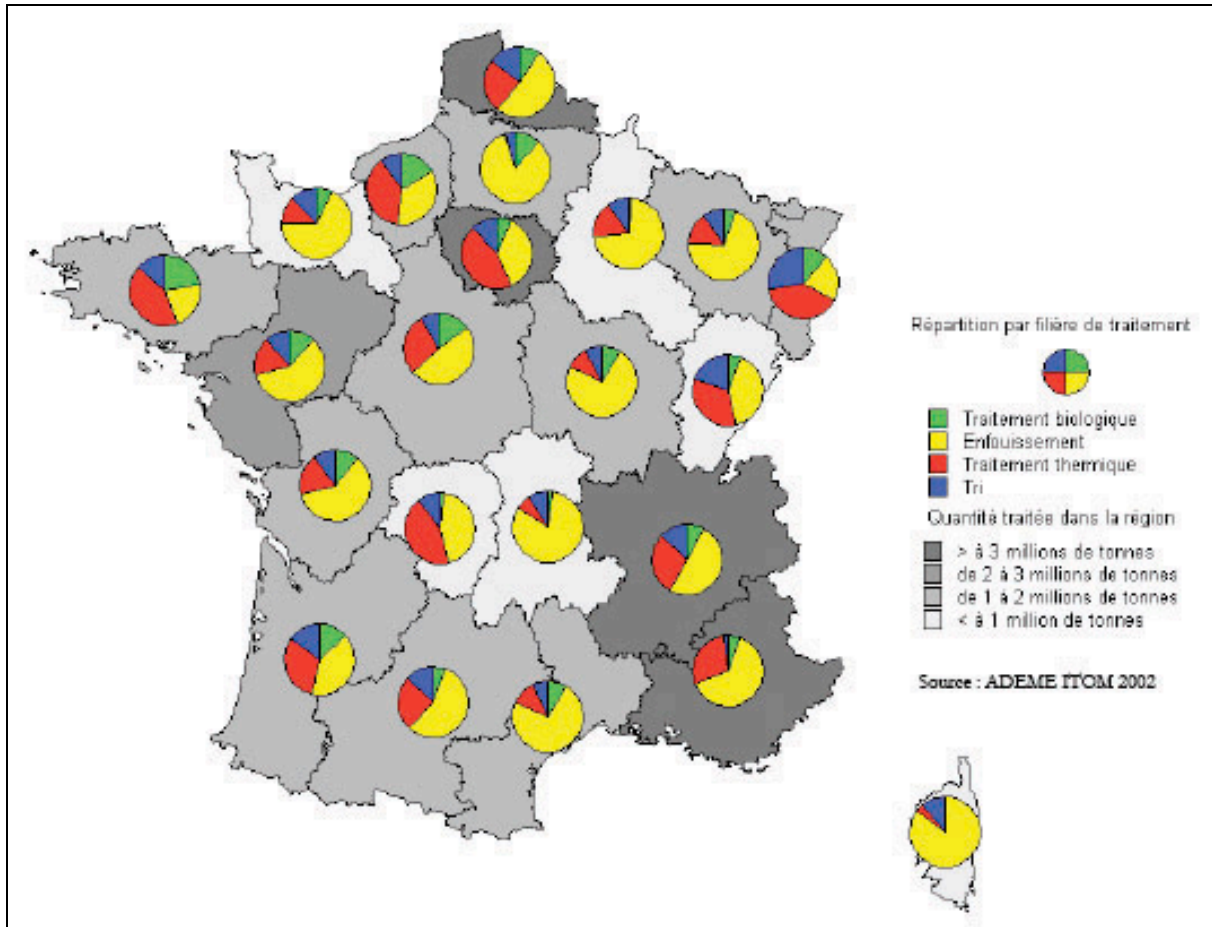 Répartition par filière de traitement
Traitement biologique
Enfouissement
Traitement thermique
Tri
Quantité traitée dans la région
> à 3 millions de tonnes
de 2 à 3 millions de tonnes
de 1 à 2 millions de tonnes
< à 1 million de tonnes
Source : ADEME ITOM 2002